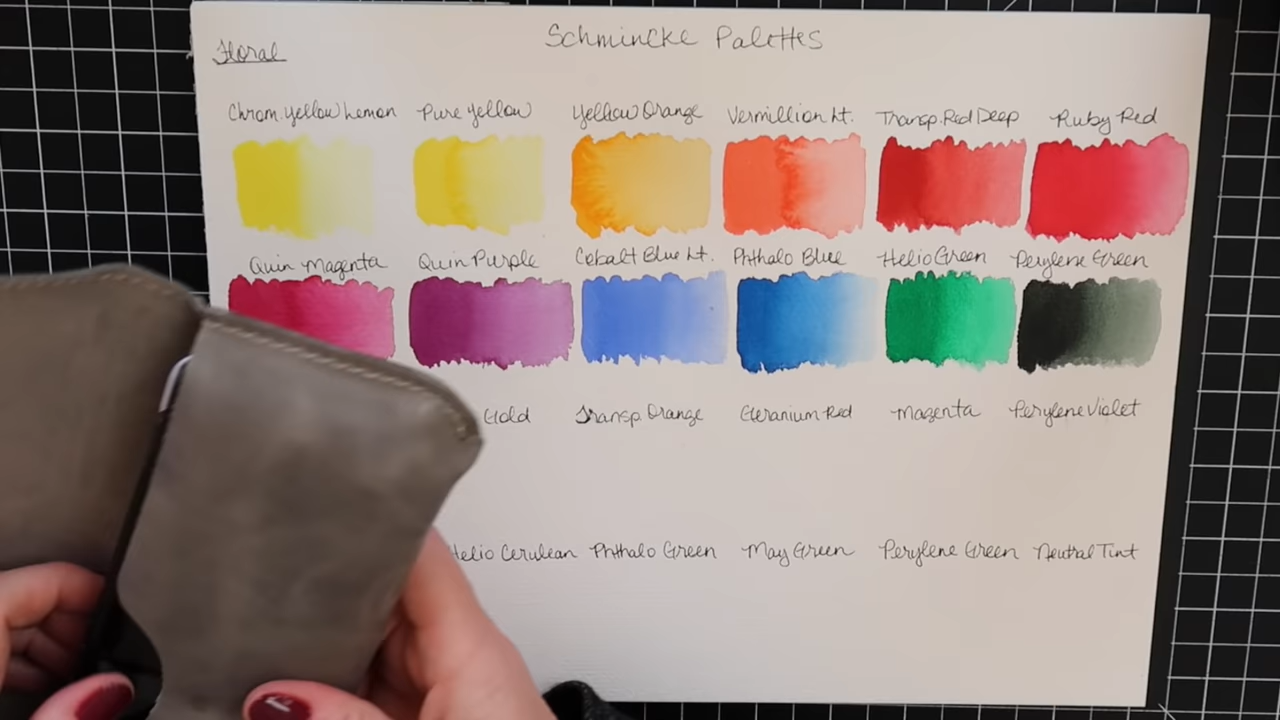 Schmincke Palettes
Floral
Chrom. Yellow Lemon Pure Yellow Yellow Orange Vermillion Lt. Transp. Red Deep Ruby Red
Quin Magenta Quin Purple Cobalt Blue Lt. Phthalo Blue Helio Green Perylene Green
Gold Transp. Orange Geranium Red Magenta Perylene Violet
Helio Cerulean Phthalo Green May Green Perylene Green Neutral Tint